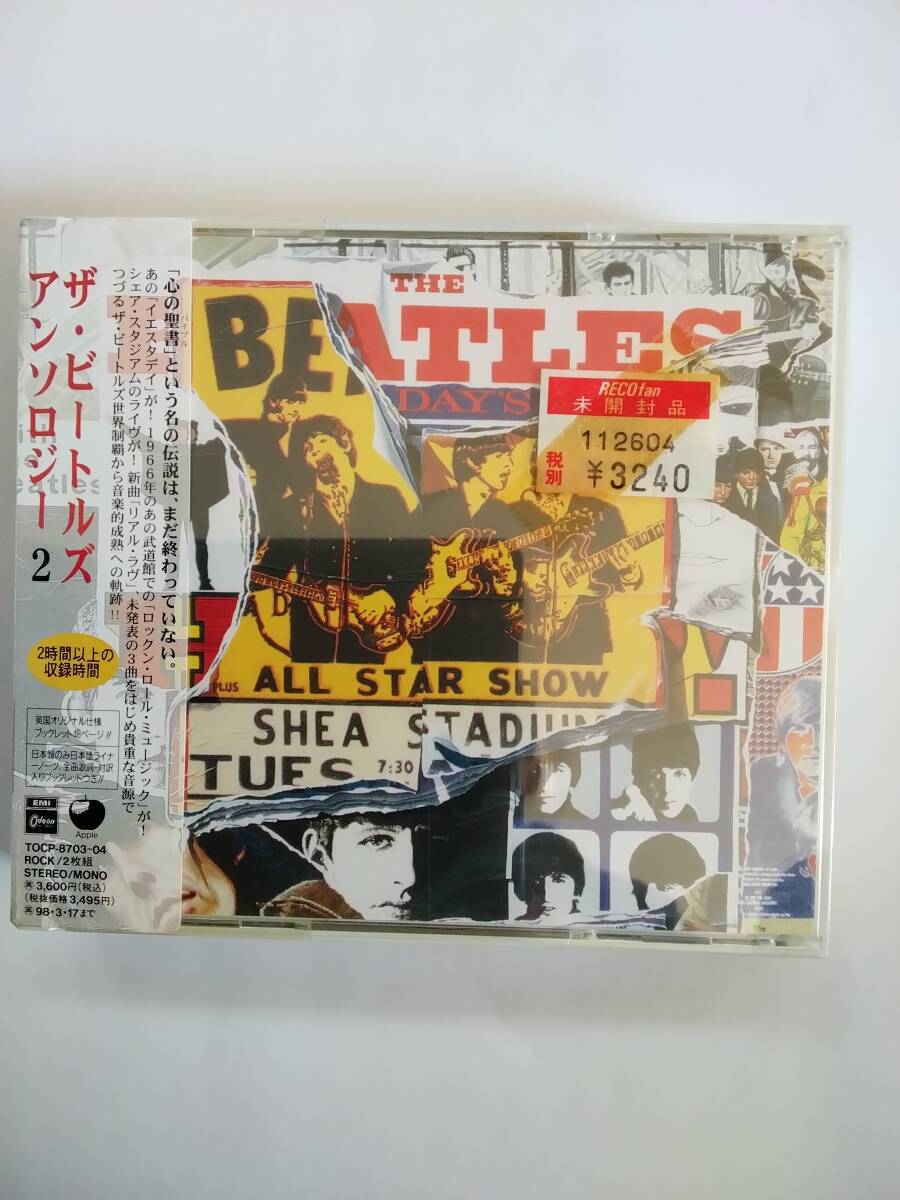 ザ・ビートルズ
アンソロジー 2
「心の聖書」という名の伝説は、まだ終わっていない。
バイブル
あの「イエスタデイ」が! 1966年のあの武道館での「ロックン・ロール・ミュージック」が!
シェア・スタジアムのライヴが! 新曲「リアル・ラヴ」、未発表の3曲をはじめ貴重な音源で
つづるザ・ビートルズ世界制覇から音楽的成熟への軌跡!!
2時間以上の
収録時間
英国オリジナル仕様
ブックレット48ページ!!
日本盤のみ日本語ライナ
ーノーツ、全曲歌詞・対訳
入りブックレットつき!!
EMI
Odeon
Apple
TOCP-8703~04
ROCK/2枚組
STEREO/MONO
3,600円(税込)
(税抜価格 3,495円)
98・3・17まで
THE
BEATLES
DAY'S
RECOfan
未開封品
112604
税別
¥3240
PLUS ALL STAR SHOW
SHEA STADIUM
TUES 7:30
eatles
The